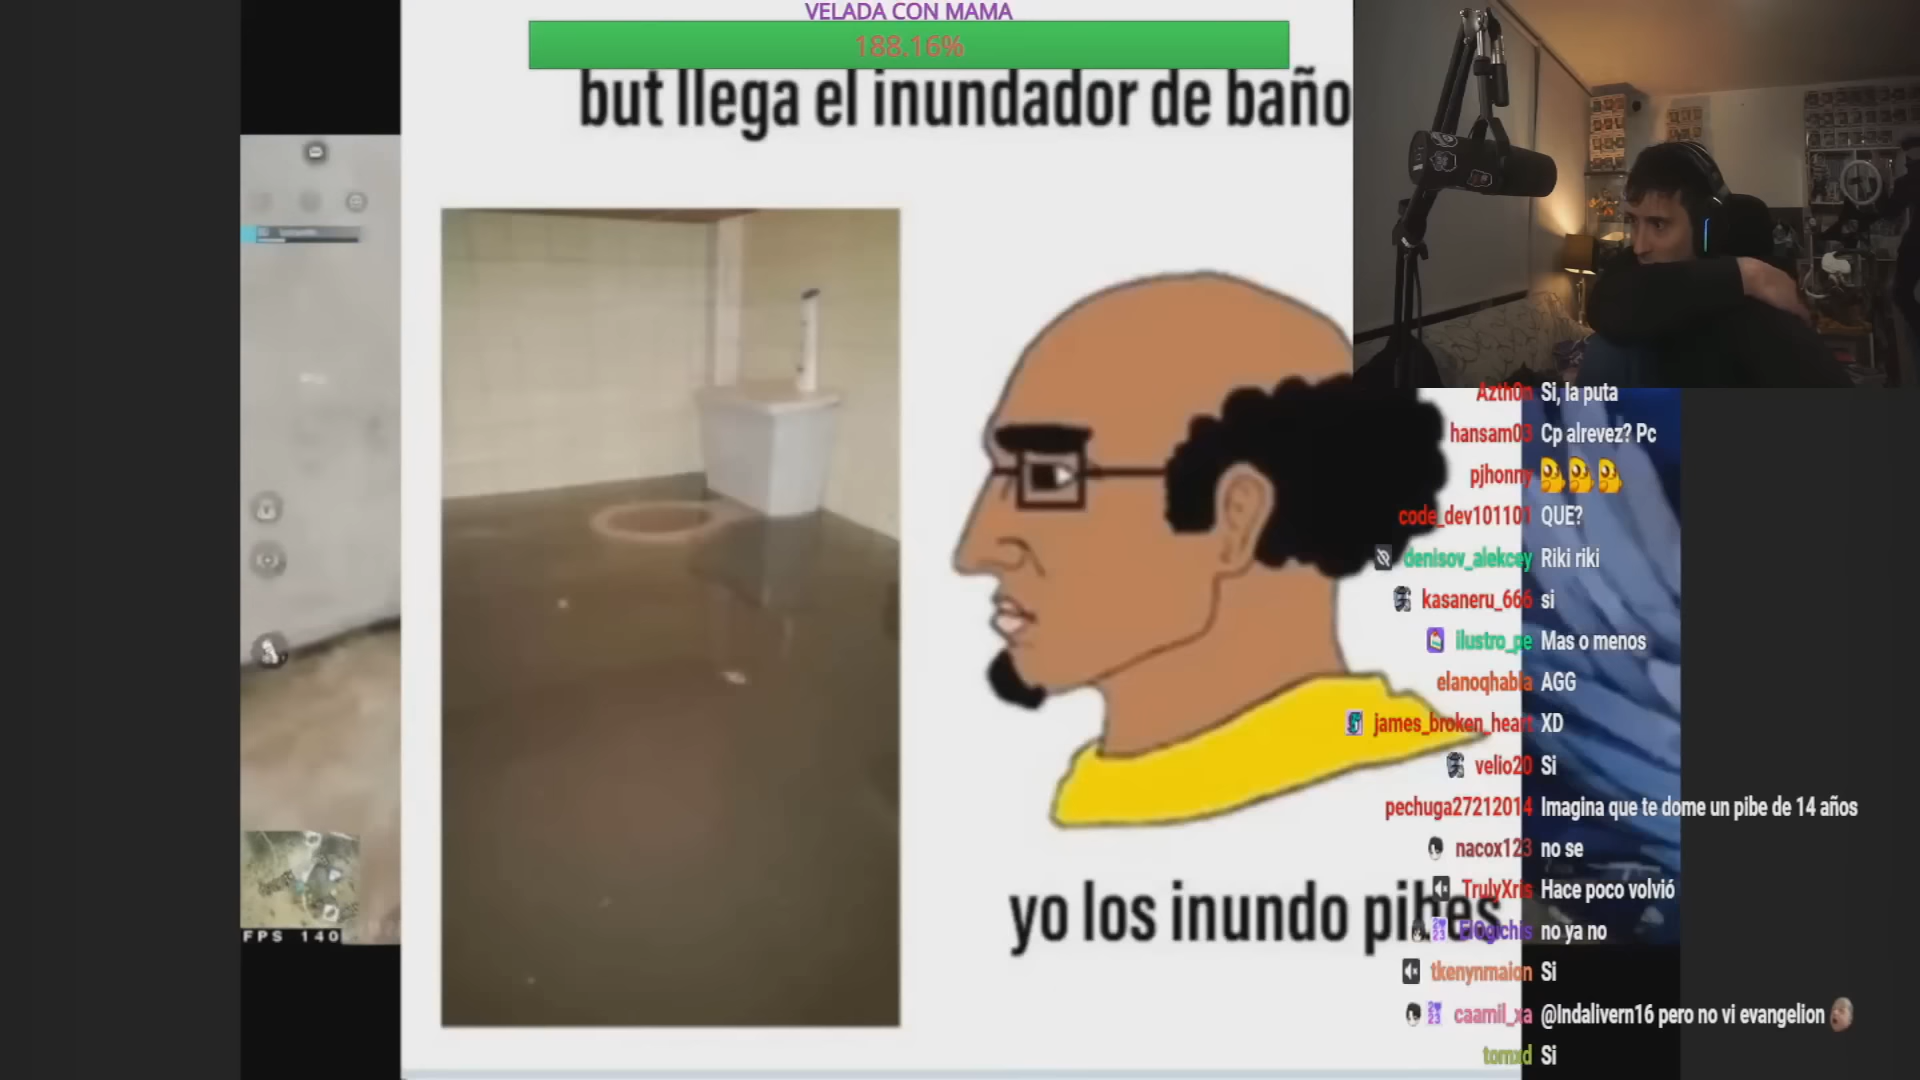 VELADA CON MAMA
188.16%
but llega el inundador de baño
yo los inundo pibes
FPS 140
Azth0n Si, la puta
hansam03 Cp alrevez? Pc
pjhonny
code_dev101101 QUE?
denisov_alekcey Riki riki
kasaneru_666 si
ilustro_pe Mas o menos
elanoqhabla AGG
james_broken_heart XD
velio20 Si
pechuga27212014 Imagina que te dome un pibe de 14 años
nacox123 no se
TrulyXris Hace poco volvió
ElOgichis no ya no
tkenynmaion Si
caamil_xa @Indalivern16 pero no vi evangelion
Si